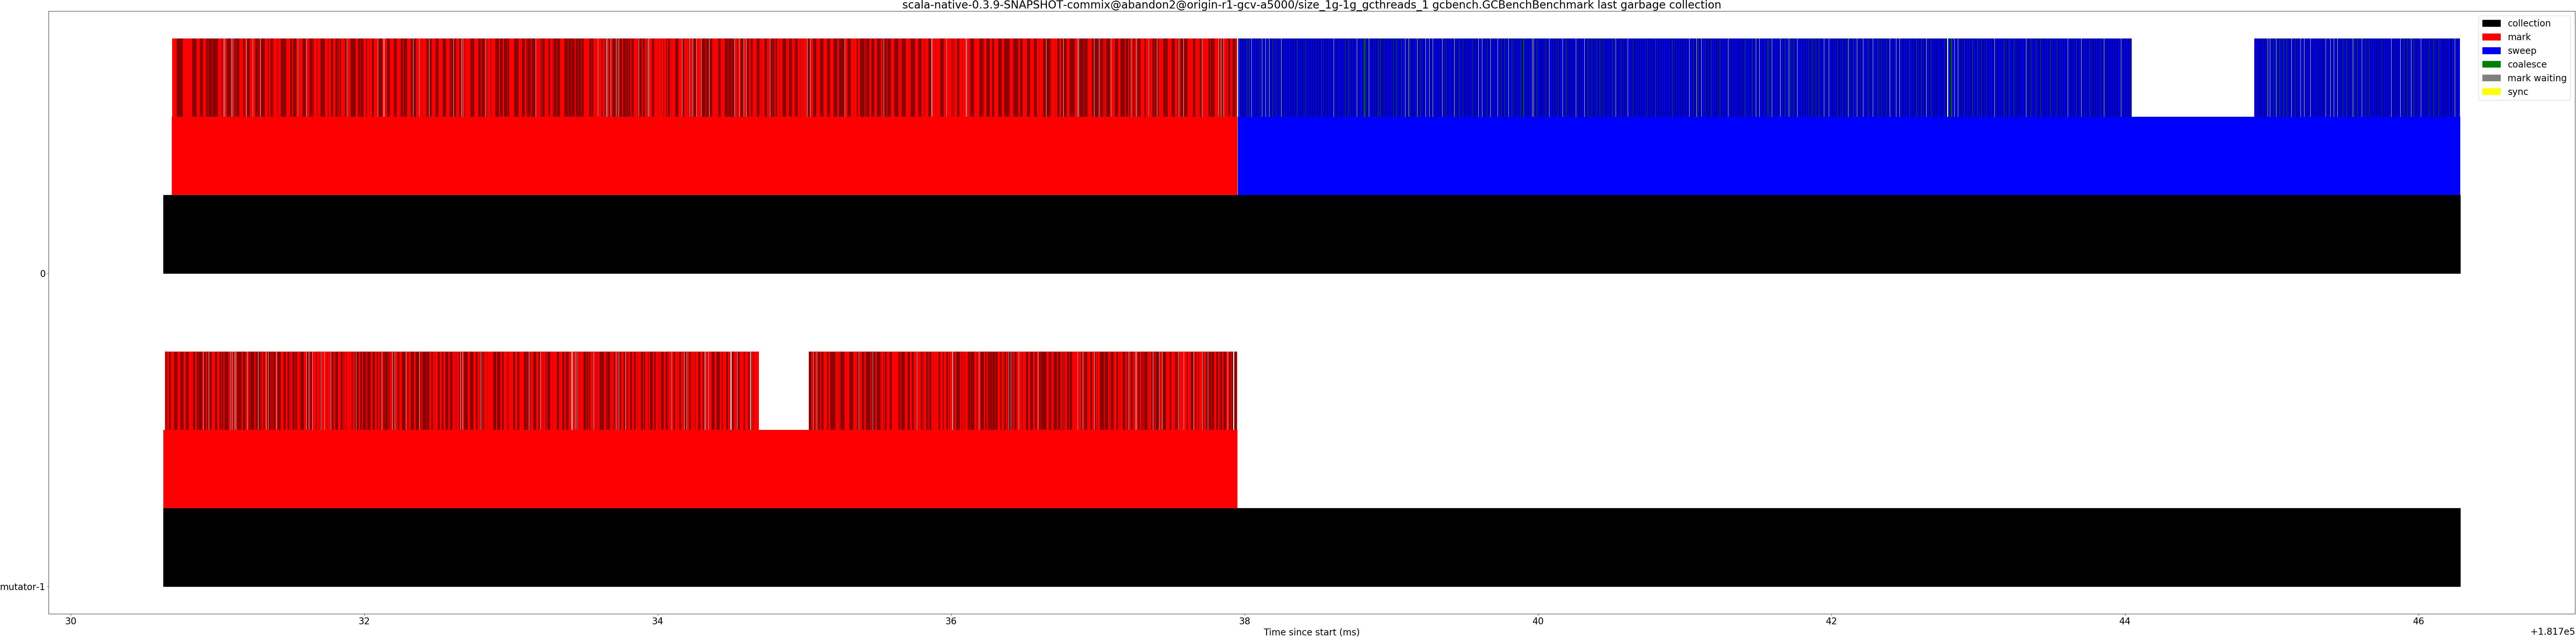 scala-native-0.3.9-SNAPSHOT-commix@abandon2@origin-r1-gcv-a5000/size_1g-1g_gcthreads_1 gcbench.GCBenchBenchmark last garbage collection
collection
mark
sweep
coalesce
mark waiting
sync
0
mutator-1
30 32 34 36 38 40 42 44 46
Time since start (ms)
+1.817e5